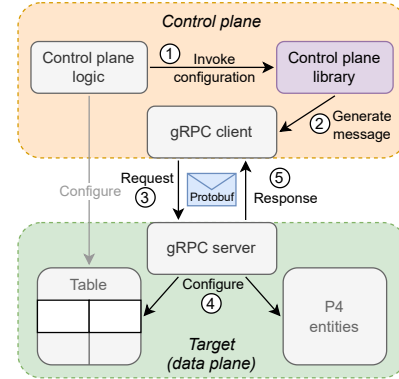 Control plane
Control plane
logic
①
Invoke
configuration
Control plane
library
②
Generate
message
gRPC client
Configure
Request
③
Protobuf
⑤
Response
gRPC server
Table
Configure
④
P4
entities
Target
(data plane)